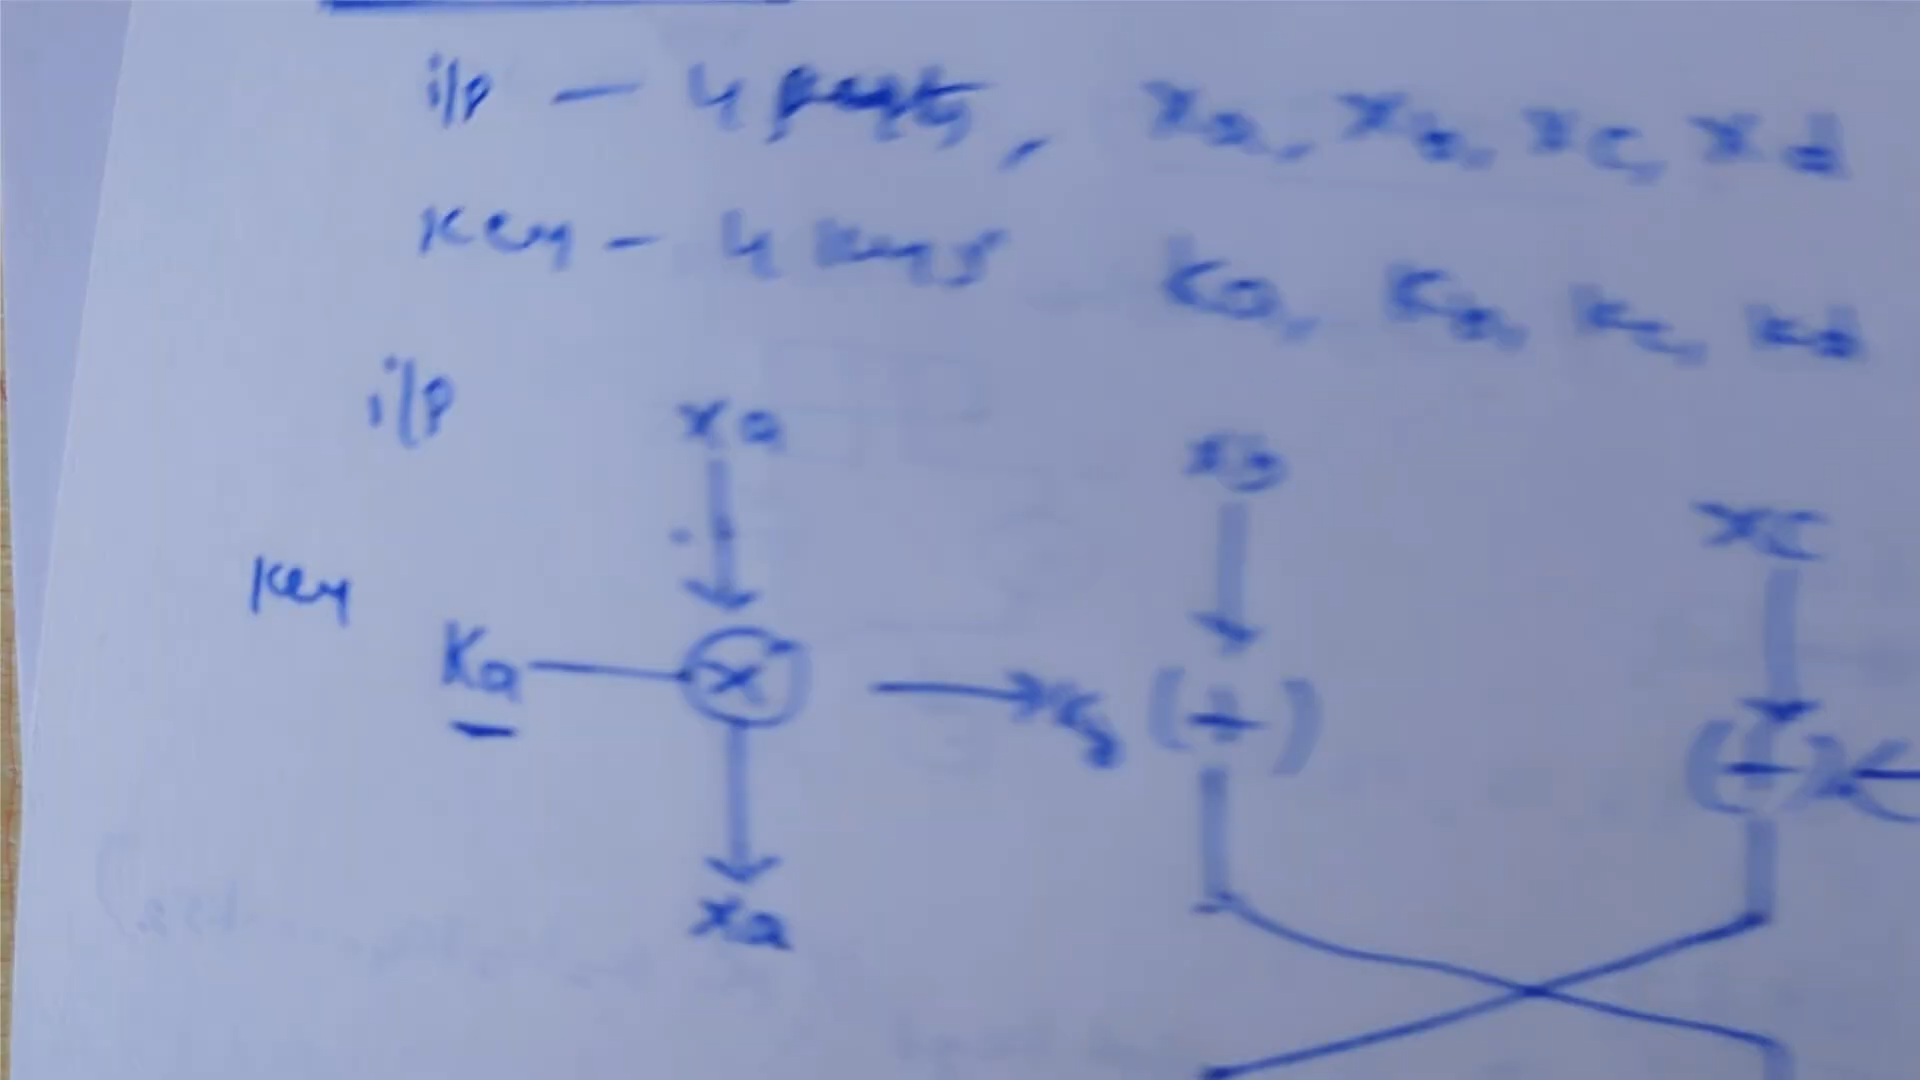 i/p - 4 parts, xa, xb, xc, xd
Key - 4 keys Ka, Kb, Kc, Kd
i/p xa xb xc
Key
Ka x Kb (+) (+)
xa